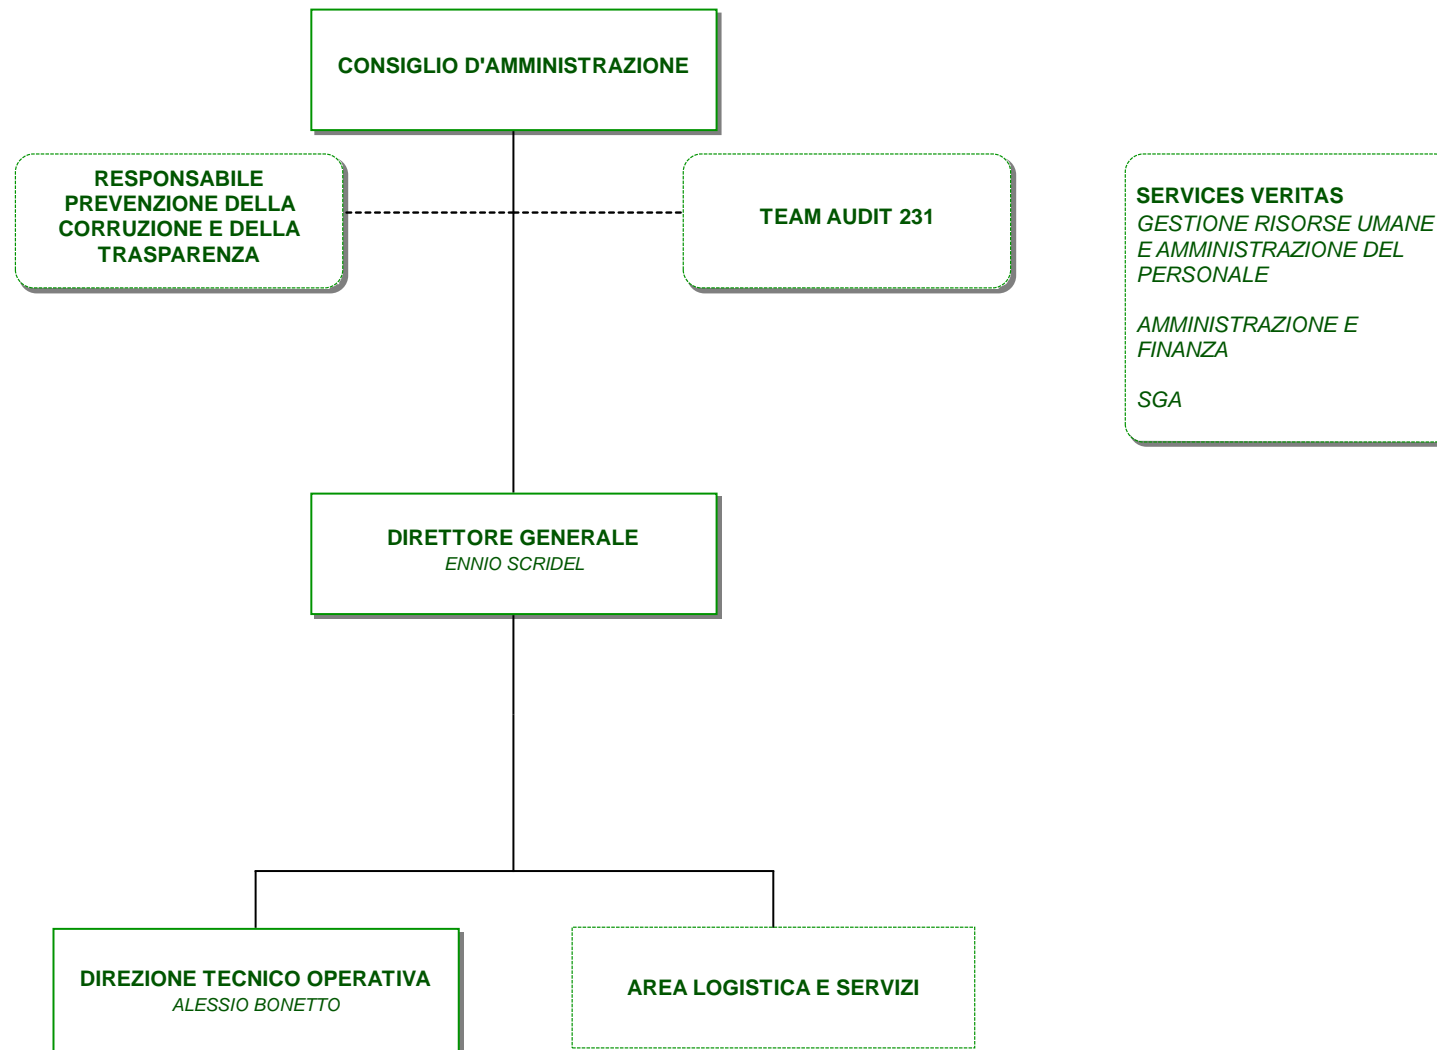 CONSIGLIO D'AMMINISTRAZIONE
RESPONSABILE
PREVENZIONE DELLA
CORRUZIONE E DELLA
TRASPARENZA
TEAM AUDIT 231
SERVICES VERITAS
GESTIONE RISORSE UMANE
E AMMINISTRAZIONE DEL
PERSONALE
AMMINISTRAZIONE E
FINANZA
SGA
DIRETTORE GENERALE
ENNIO SCRIDEL
DIREZIONE TECNICO OPERATIVA
ALESSIO BONETTO
AREA LOGISTICA E SERVIZI